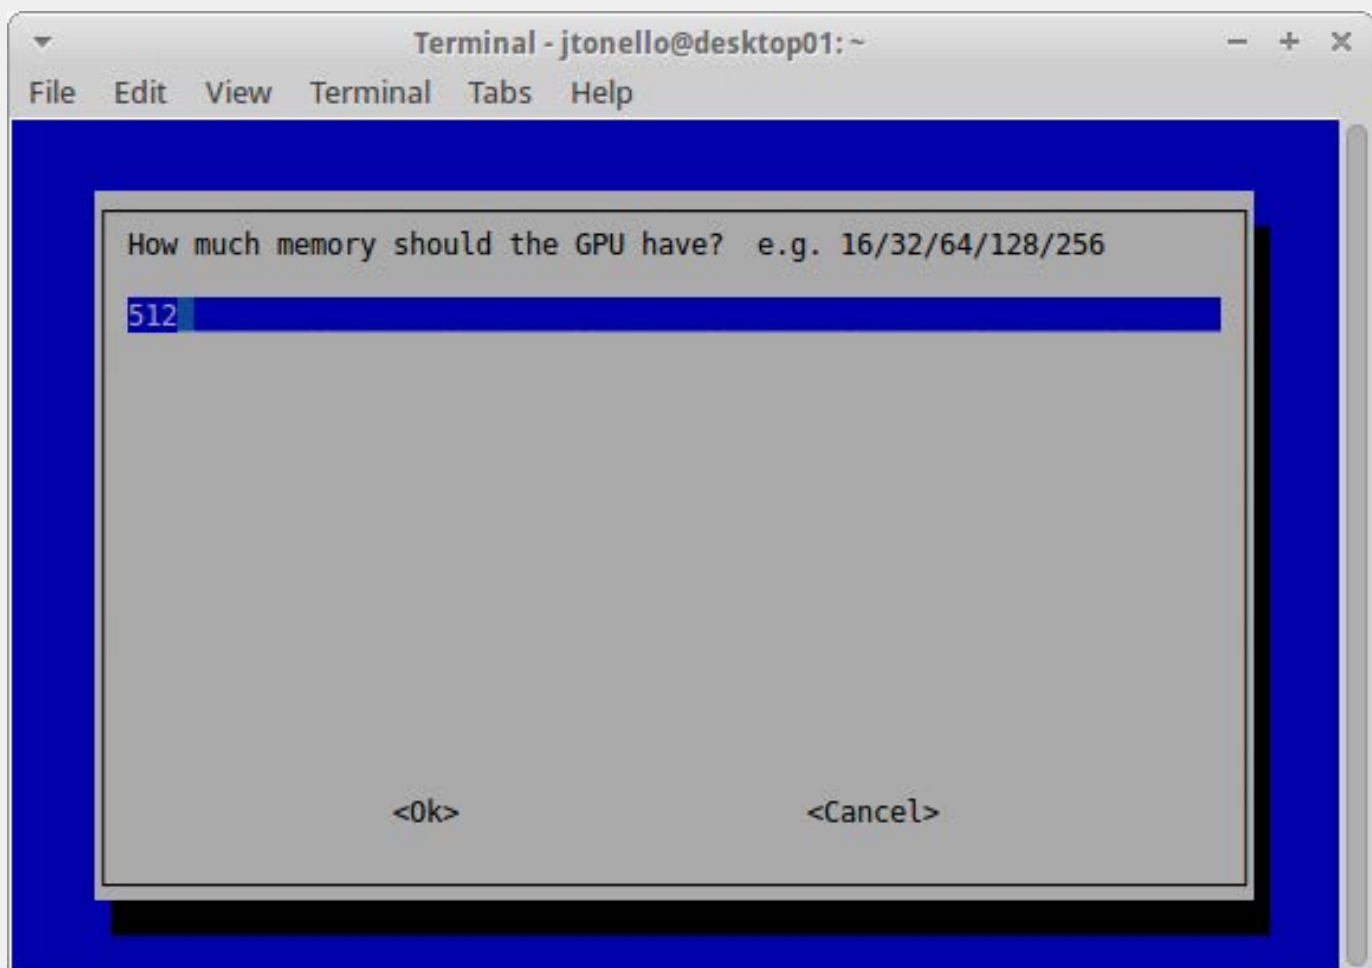 Terminal - jtonello@desktop01: ~
File Edit View Terminal Tabs Help
How much memory should the GPU have?  e.g. 16/32/64/128/256
512
<Ok> <Cancel>